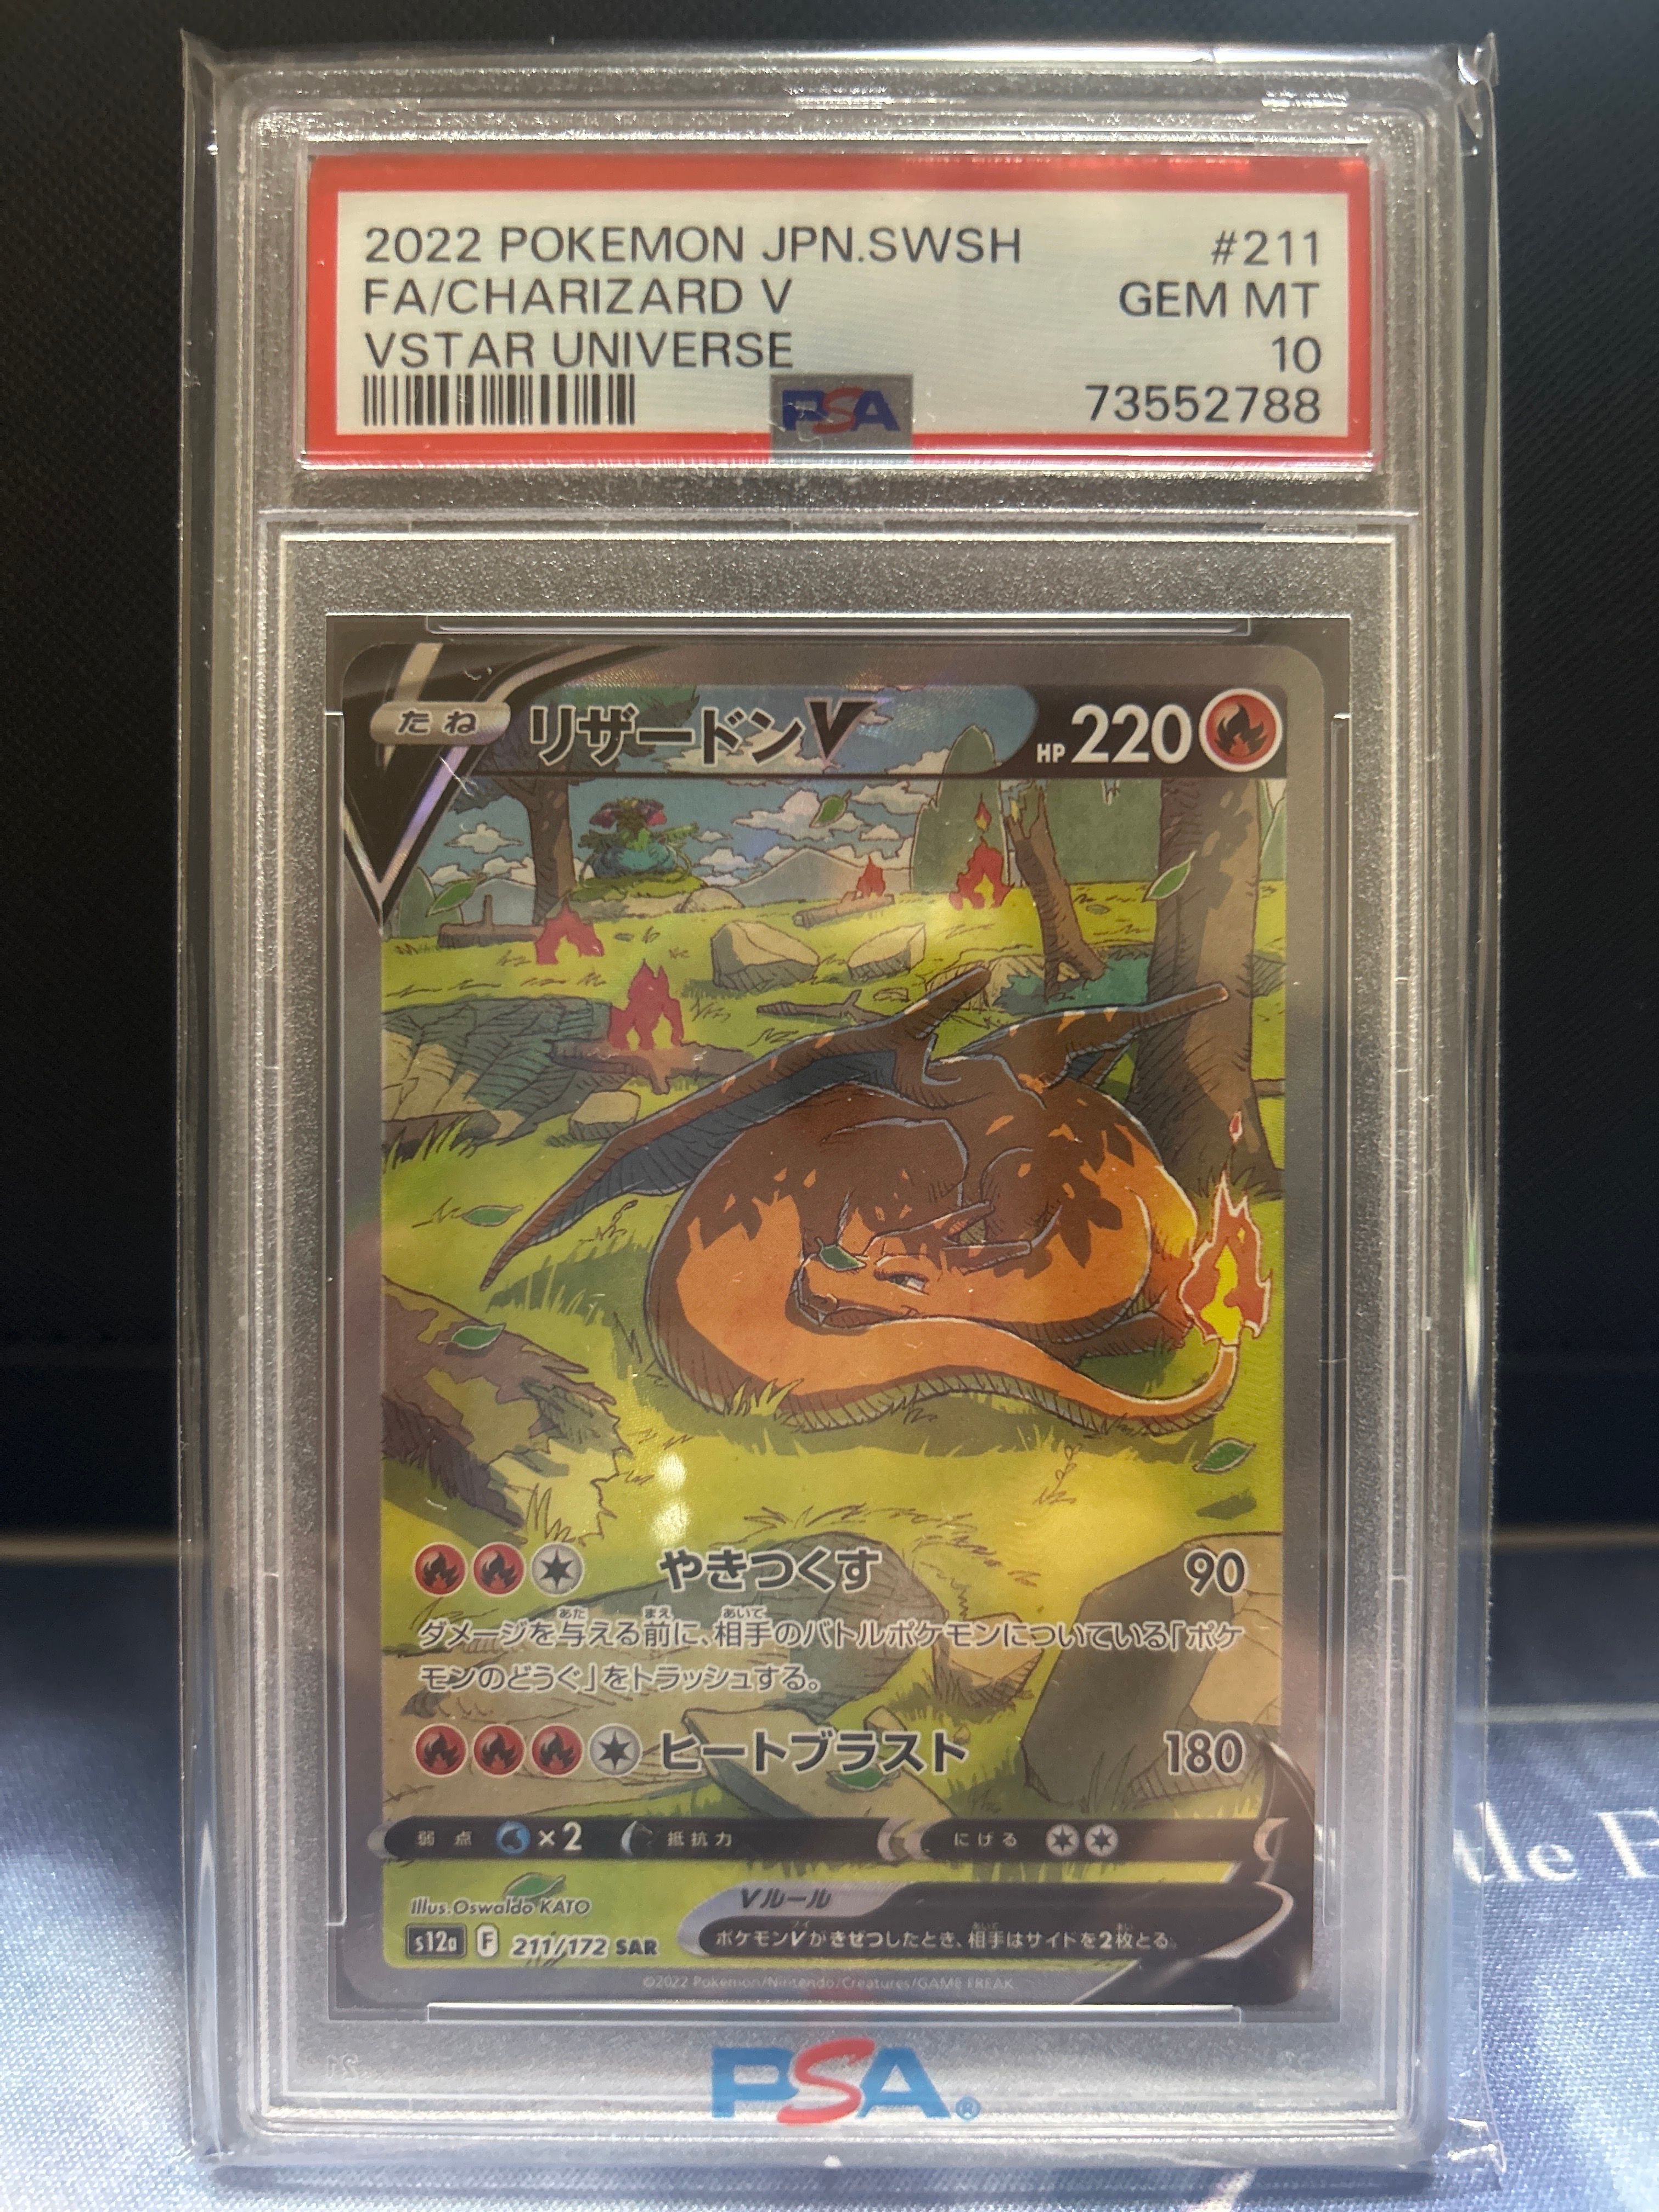 2022 POKEMON JPN.SWSH #211
FA/CHARIZARD V GEM MT
VSTAR UNIVERSE 10
PSA 73552788
たね リザードンV HP 220
やきつくす 90
ダメージを与える前に、相手のバトルポケモンについている「ポケ
モンのどうぐ」をトラッシュする。
ヒートブラスト 180
弱点 ×2 抵抗力 にげる
Illus. Oswaldo KATO
Vルール
s12a F 211/172 SAR
ポケモンVがきぜつしたとき、相手はサイドを2枚とる。
©2022 Pokémon/Nintendo/Creatures/GAME FREAK
PSA®